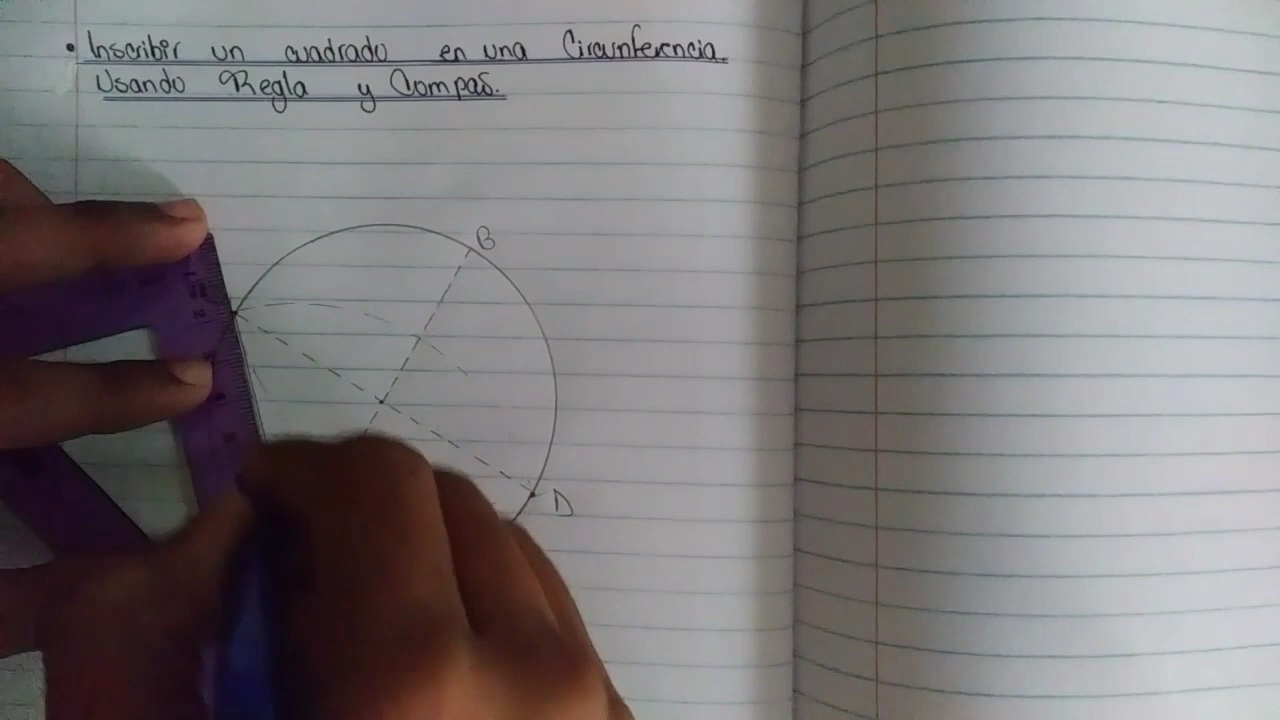 • Inscribir un cuadrado en una Circunferencia
Usando Regla y Compas.
B
D